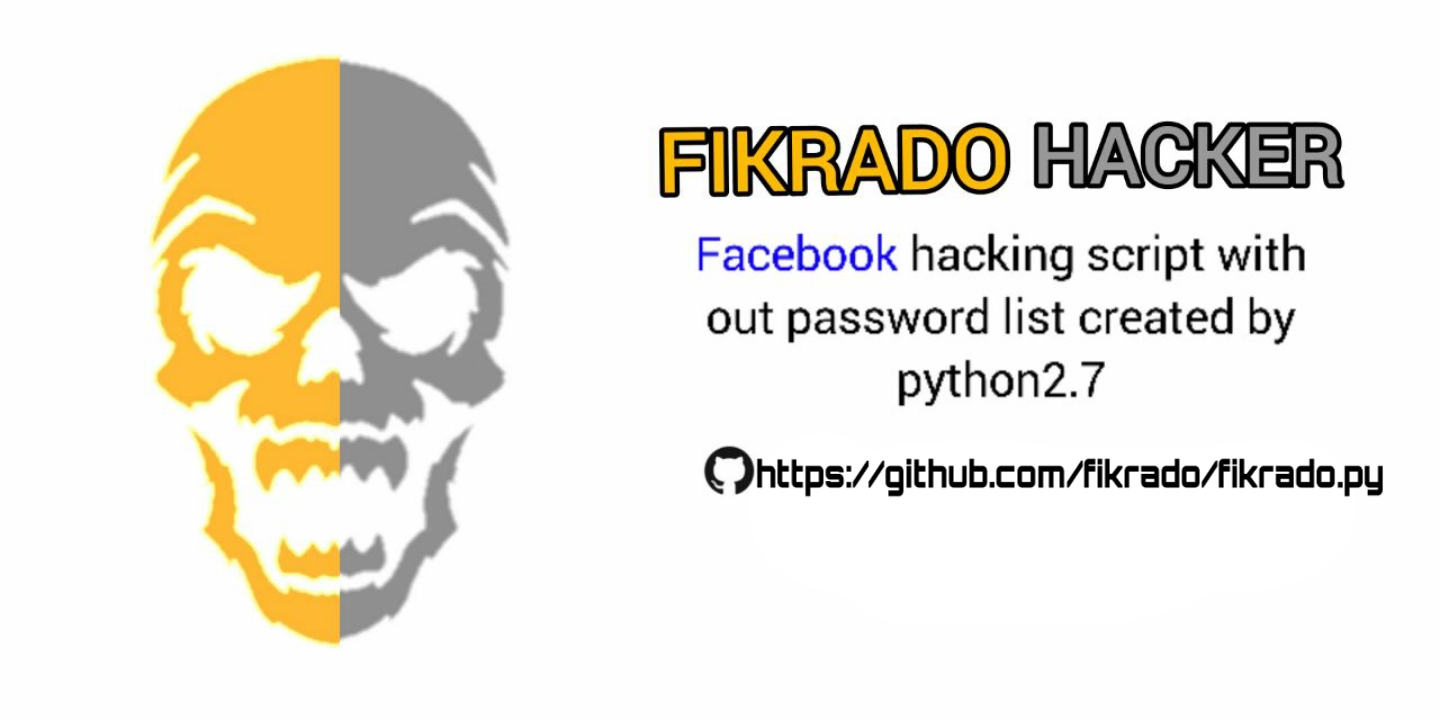 FIKRADO HACKER
Facebook hacking script with
out password list created by
python2.7
https://github.com/fikrado/fikrado.py